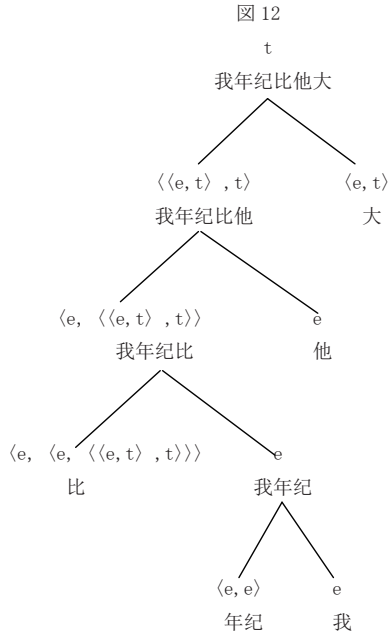 図 12
t
我年纪比他大
⟨⟨e,t⟩ ,t⟩ ⟨e,t⟩
我年纪比他 大
⟨e, ⟨⟨e,t⟩ ,t⟩⟩ e
我年纪比 他
⟨e, ⟨e, ⟨⟨e,t⟩ ,t⟩⟩⟩ e
比 我年纪
⟨e,e⟩ e
年纪 我